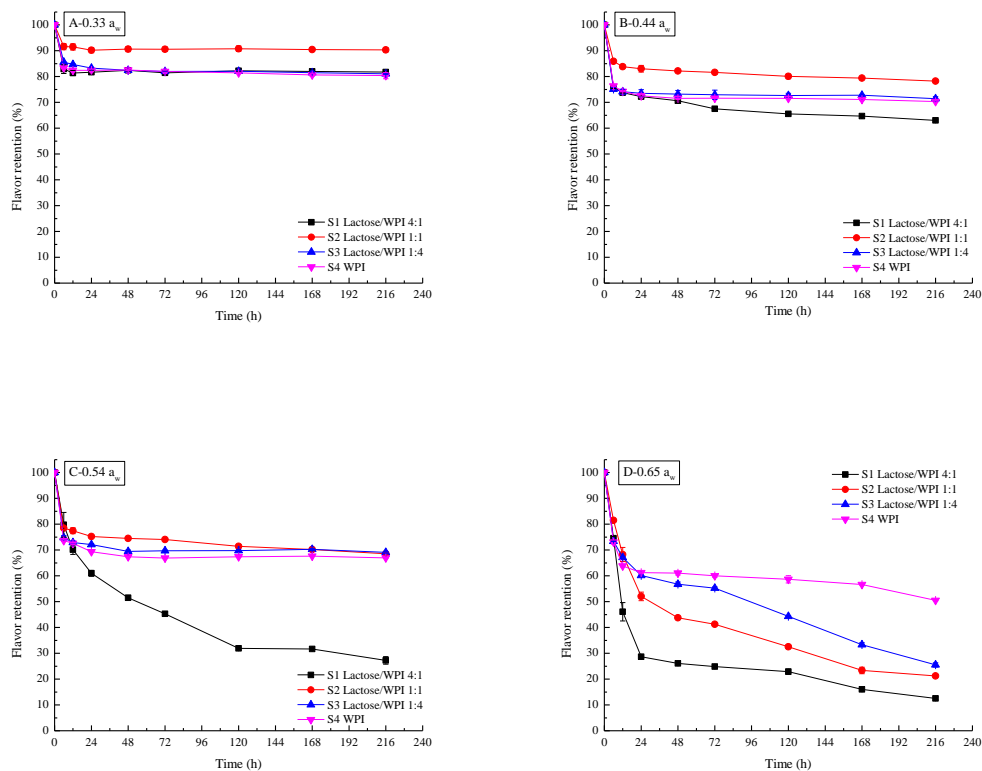 A-0.33 aw
Flavor retention (%)
100
90
80
70
60
50
40
30
20
10
0
S1 Lactose/WPI 4:1
S2 Lactose/WPI 1:1
S3 Lactose/WPI 1:4
S4 WPI
0 24 48 72 96 120 144 168 192 216 240
Time (h)
B-0.44 aw
Flavor retention (%)
100
90
80
70
60
50
40
30
20
10
0
S1 Lactose/WPI 4:1
S2 Lactose/WPI 1:1
S3 Lactose/WPI 1:4
S4 WPI
0 24 48 72 96 120 144 168 192 216 240
Time (h)
C-0.54 aw
Flavor retention (%)
100
90
80
70
60
50
40
30
20
10
0
S1 Lactose/WPI 4:1
S2 Lactose/WPI 1:1
S3 Lactose/WPI 1:4
S4 WPI
0 24 48 72 96 120 144 168 192 216 240
Time (h)
D-0.65 aw
Flavor retention (%)
100
90
80
70
60
50
40
30
20
10
0
S1 Lactose/WPI 4:1
S2 Lactose/WPI 1:1
S3 Lactose/WPI 1:4
S4 WPI
0 24 48 72 96 120 144 168 192 216 240
Time (h)